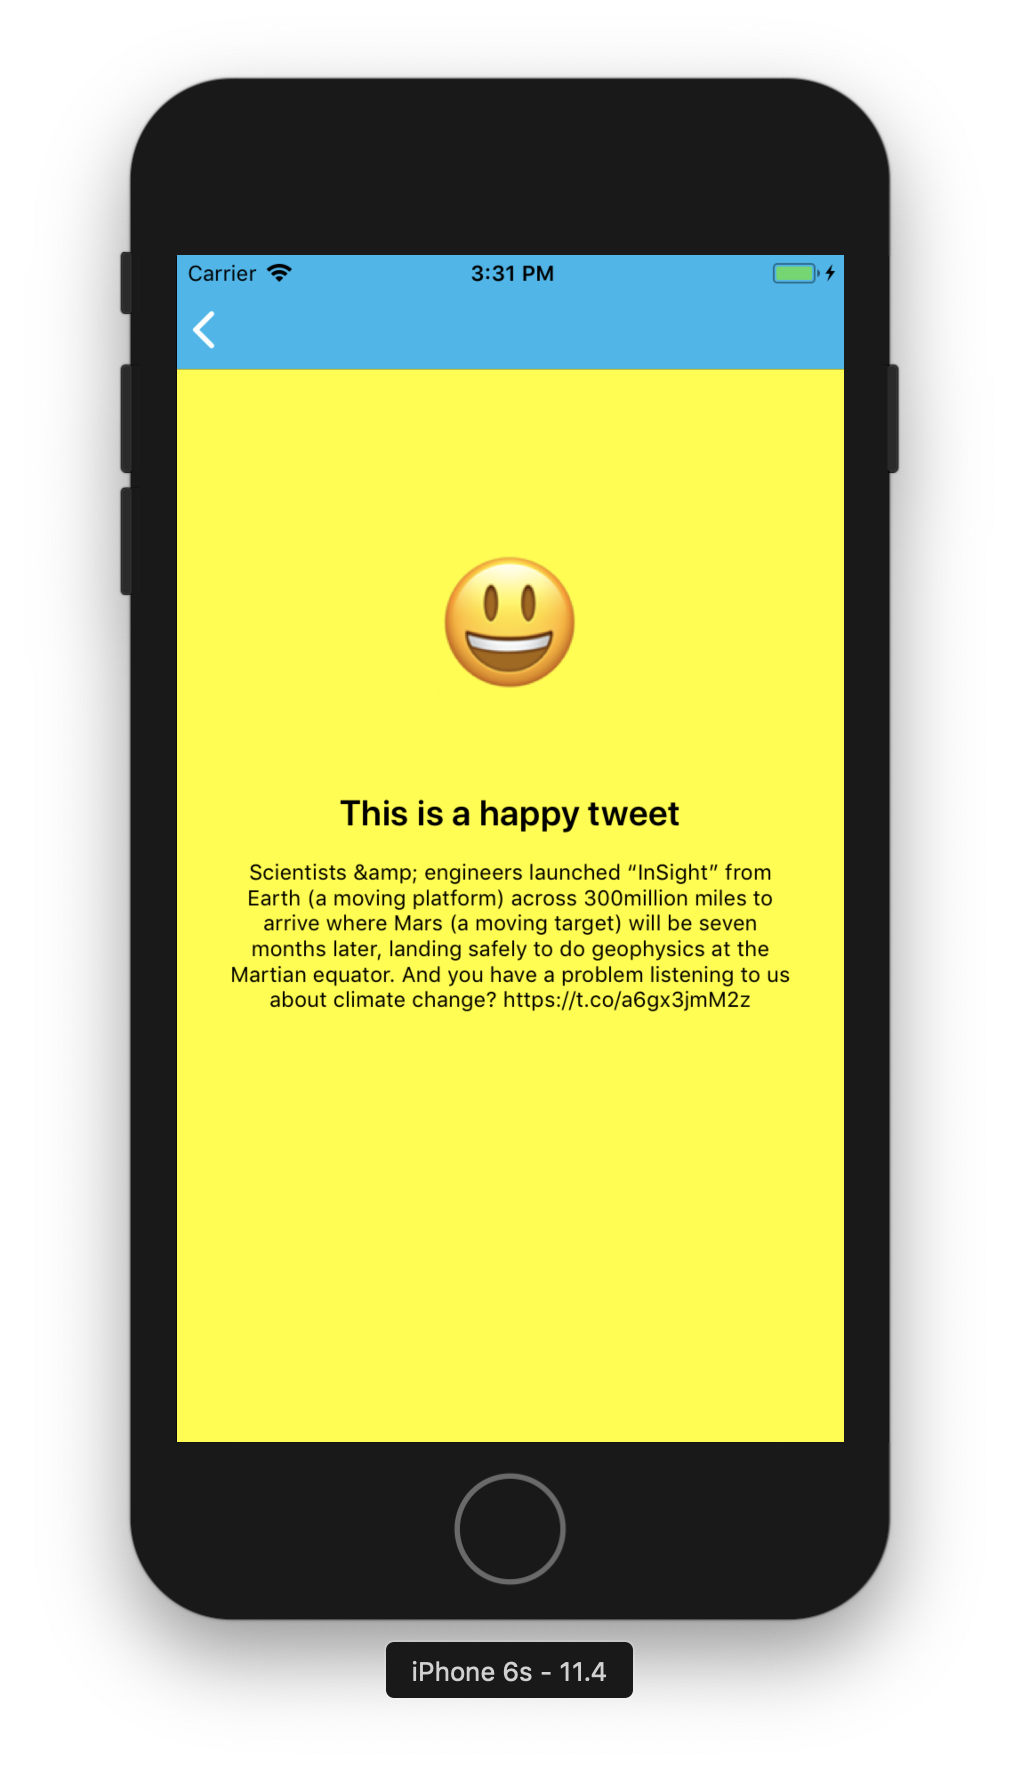 Carrier
3:31 PM
This is a happy tweet
Scientists &amp; engineers launched “InSight” from
Earth (a moving platform) across 300million miles to
arrive where Mars (a moving target) will be seven
months later, landing safely to do geophysics at the
Martian equator. And you have a problem listening to us
about climate change? https://t.co/a6gx3jmM2z
iPhone 6s - 11.4